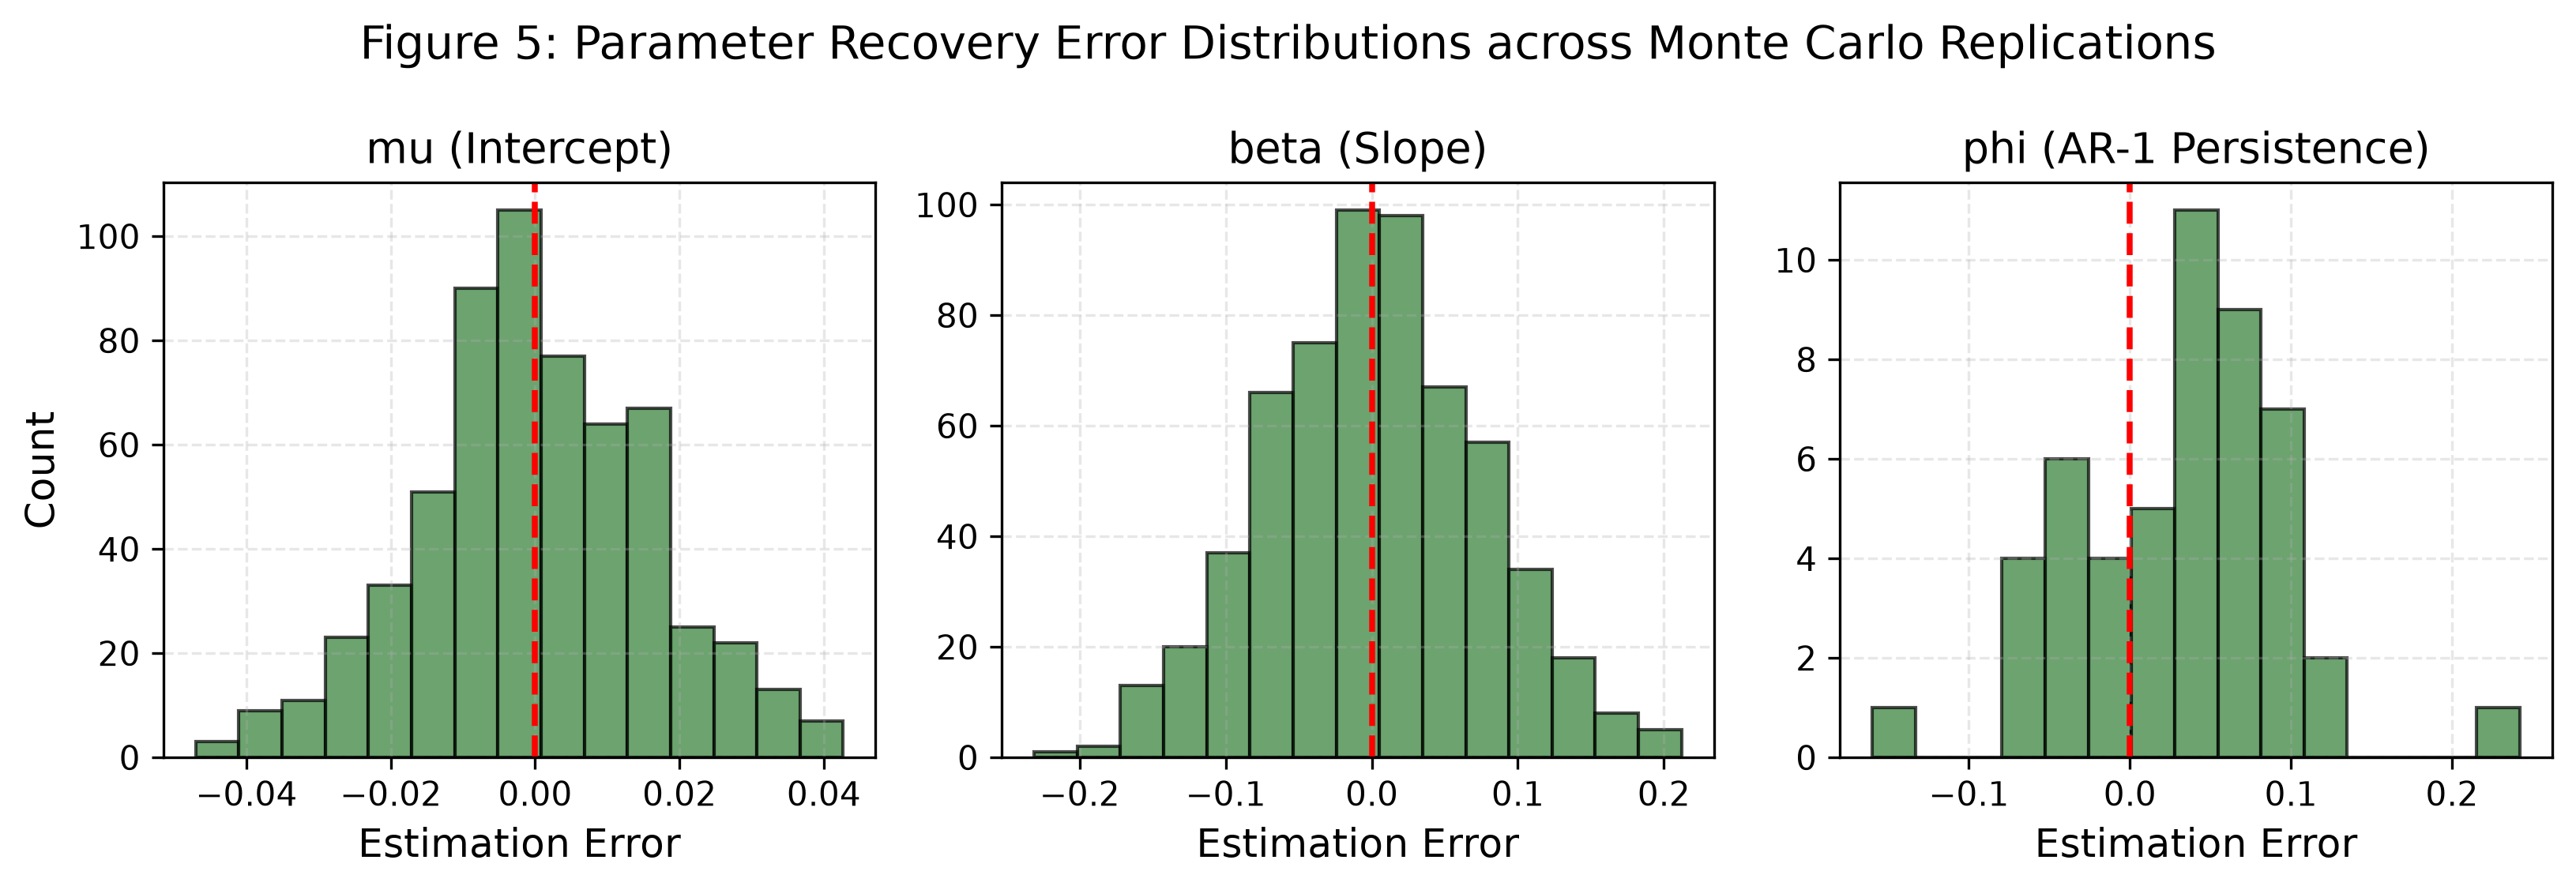 Figure 5: Parameter Recovery Error Distributions across Monte Carlo Replications
mu (Intercept)
Count
100
80
60
40
20
0
−0.04 −0.02 0.00 0.02 0.04
Estimation Error
beta (Slope)
100
80
60
40
20
0
−0.2 −0.1 0.0 0.1 0.2
Estimation Error
phi (AR-1 Persistence)
10
8
6
4
2
0
−0.1 0.0 0.1 0.2
Estimation Error